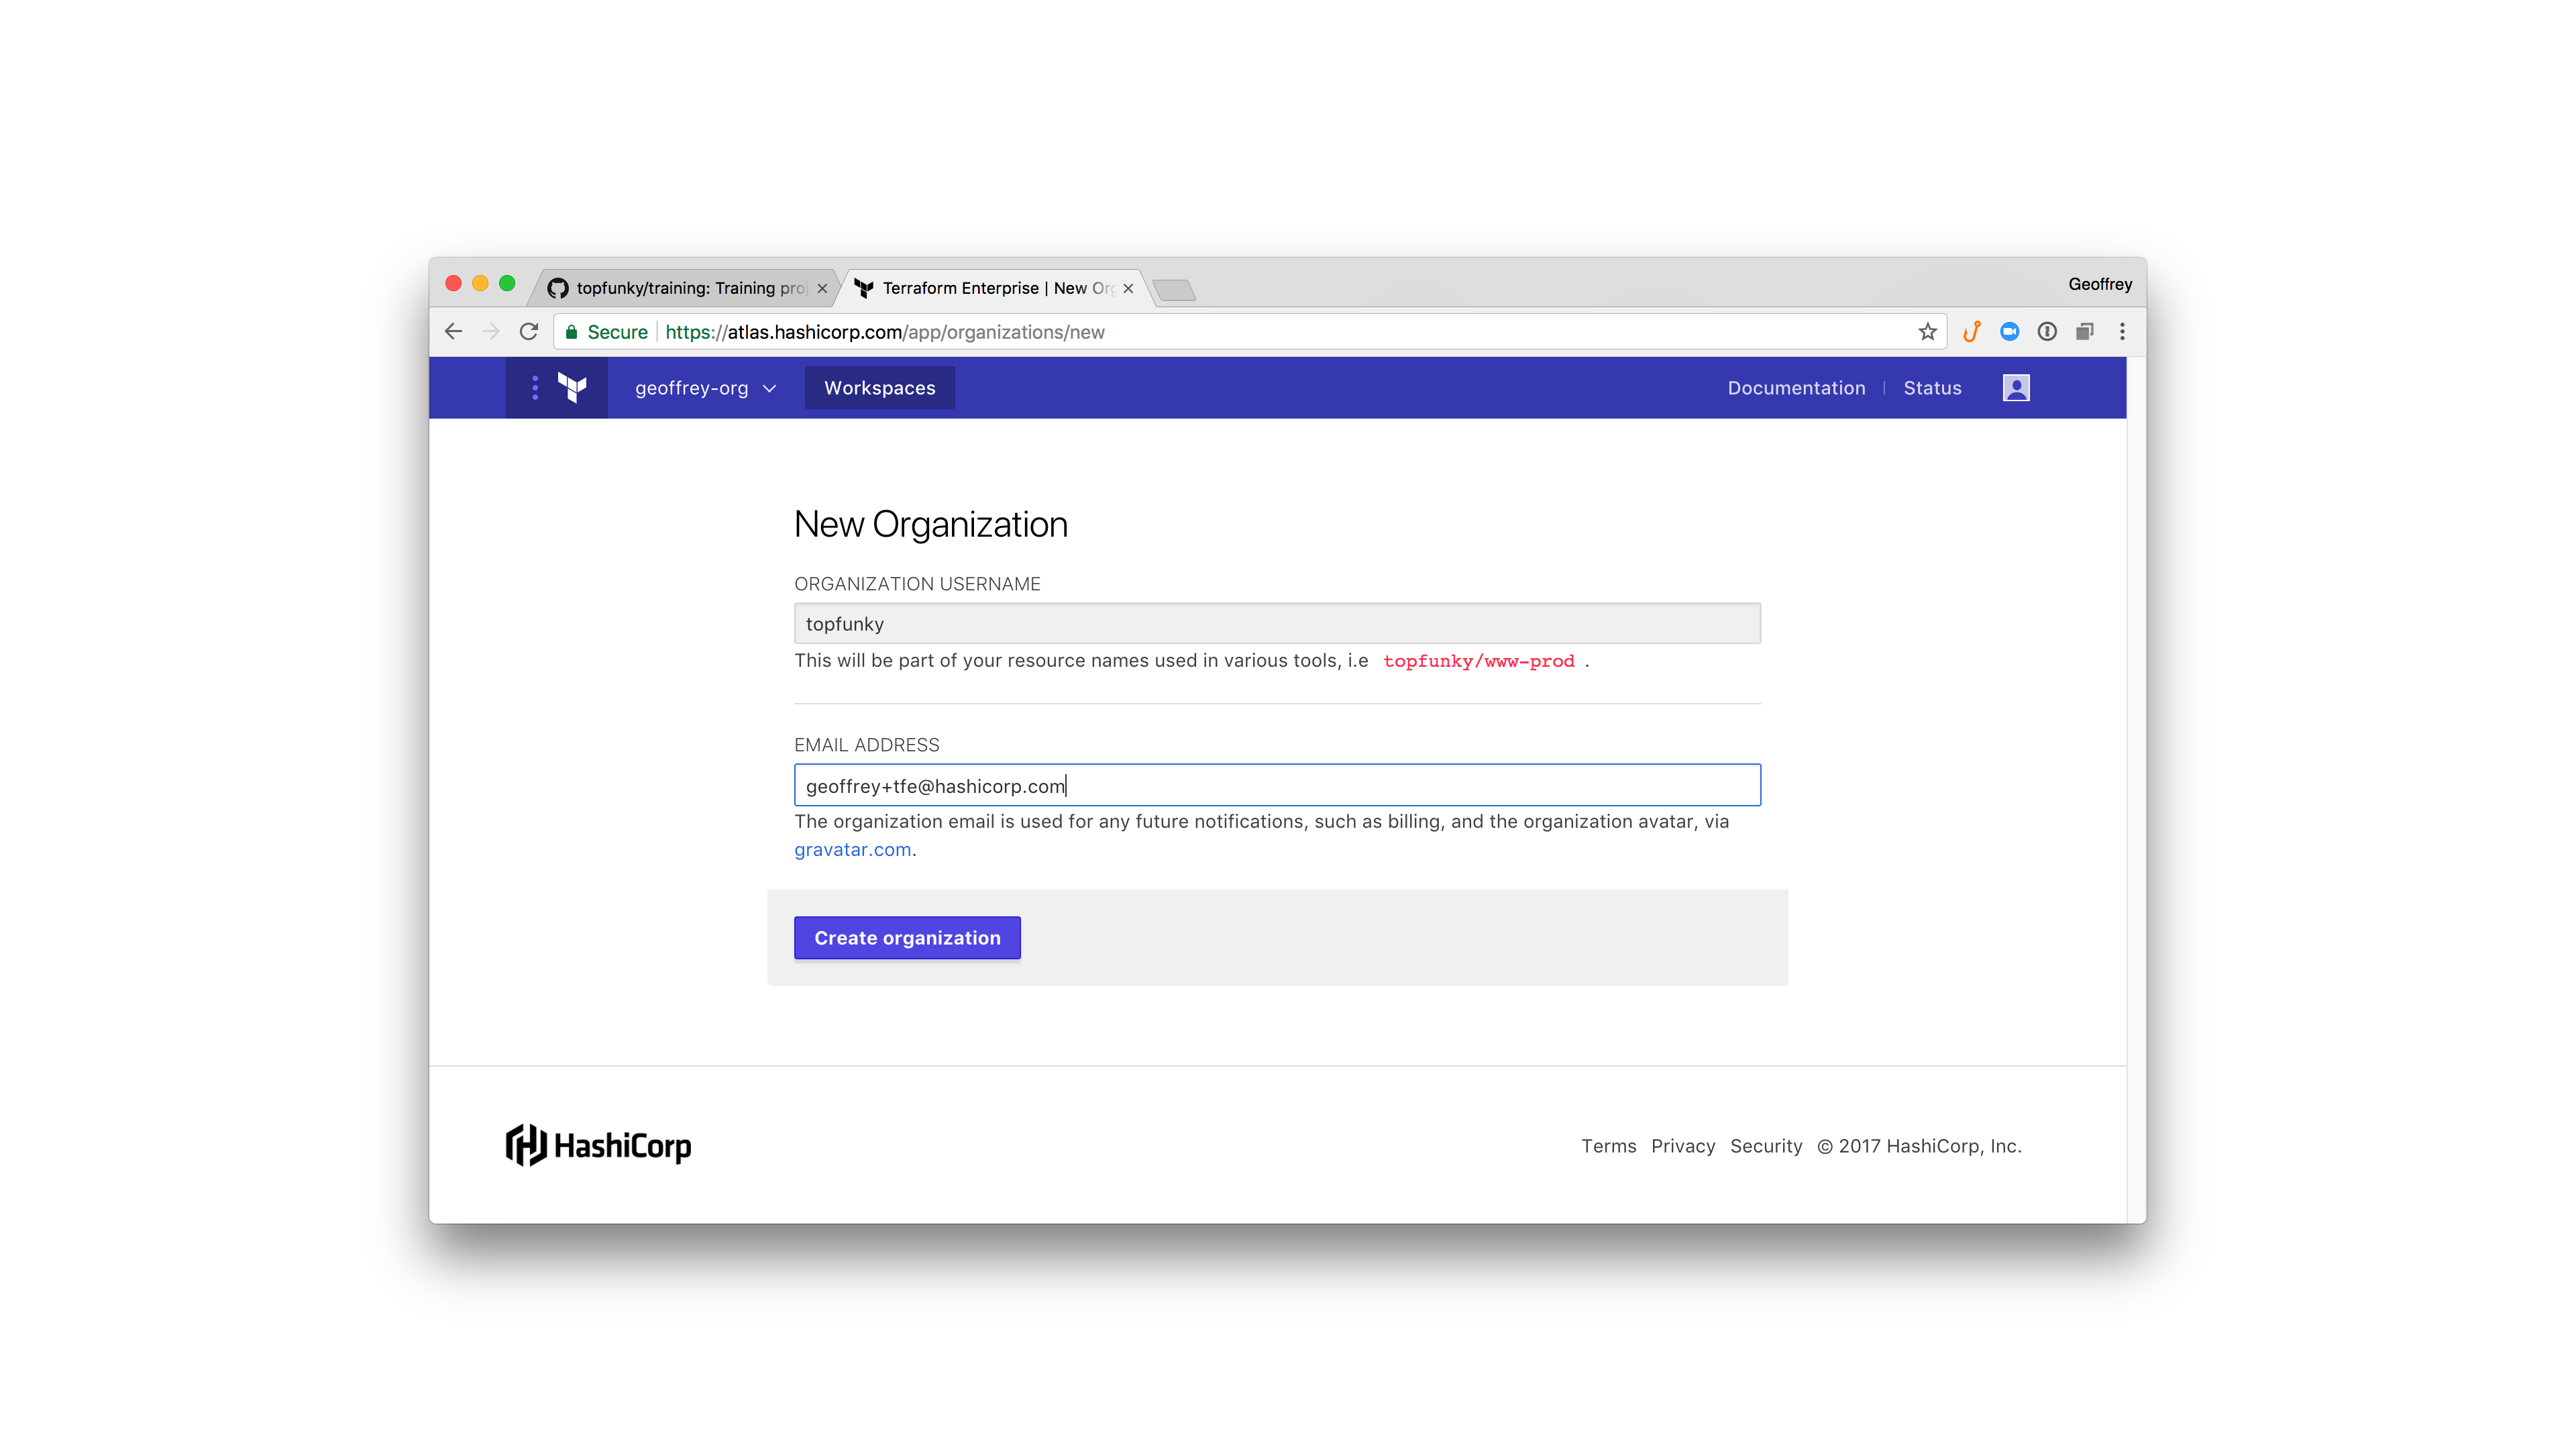 topfunky/training: Training pro
Terraform Enterprise | New Org
Geoffrey
Secure
https://atlas.hashicorp.com/app/organizations/new
geoffrey-org
Workspaces
Documentation
Status
New Organization
ORGANIZATION USERNAME
topfunky
This will be part of your resource names used in various tools, i.e topfunky/www-prod .
EMAIL ADDRESS
geoffrey+tfe@hashicorp.com
The organization email is used for any future notifications, such as billing, and the organization avatar, via
gravatar.com.
Create organization
HashiCorp
Terms Privacy Security © 2017 HashiCorp, Inc.